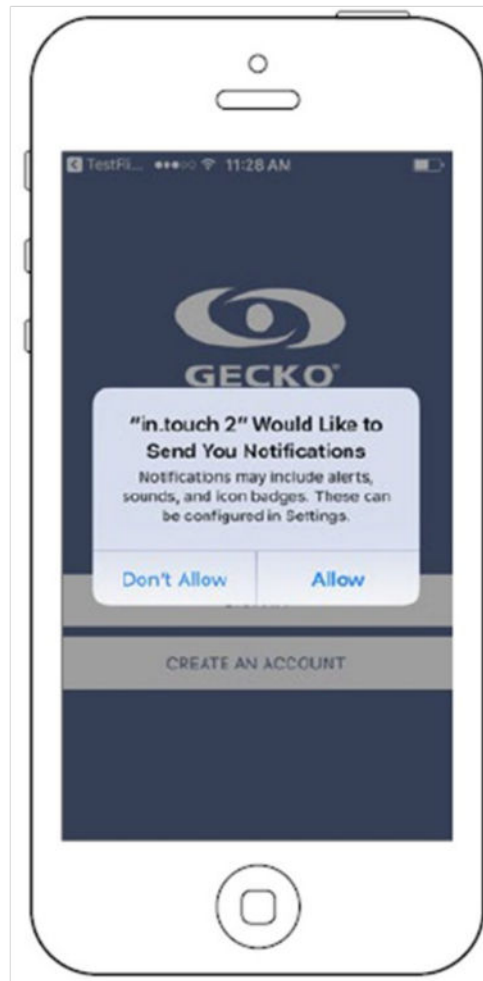 TestFli... 11:28 AM
GECKO
"in.touch 2" Would Like to
Send You Notifications
Notifications may include alerts,
sounds, and icon badges. These can
be configured in Settings.
Don't Allow Allow
CREATE AN ACCOUNT